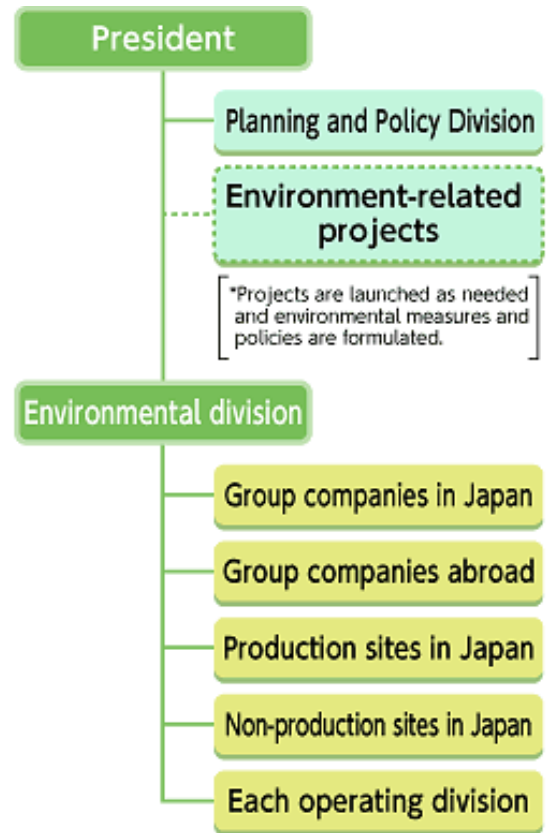 President
Planning and Policy Division
Environment-related
projects
*Projects are launched as needed
and environmental measures and
policies are formulated.
Environmental division
Group companies in Japan
Group companies abroad
Production sites in Japan
Non-production sites in Japan
Each operating division